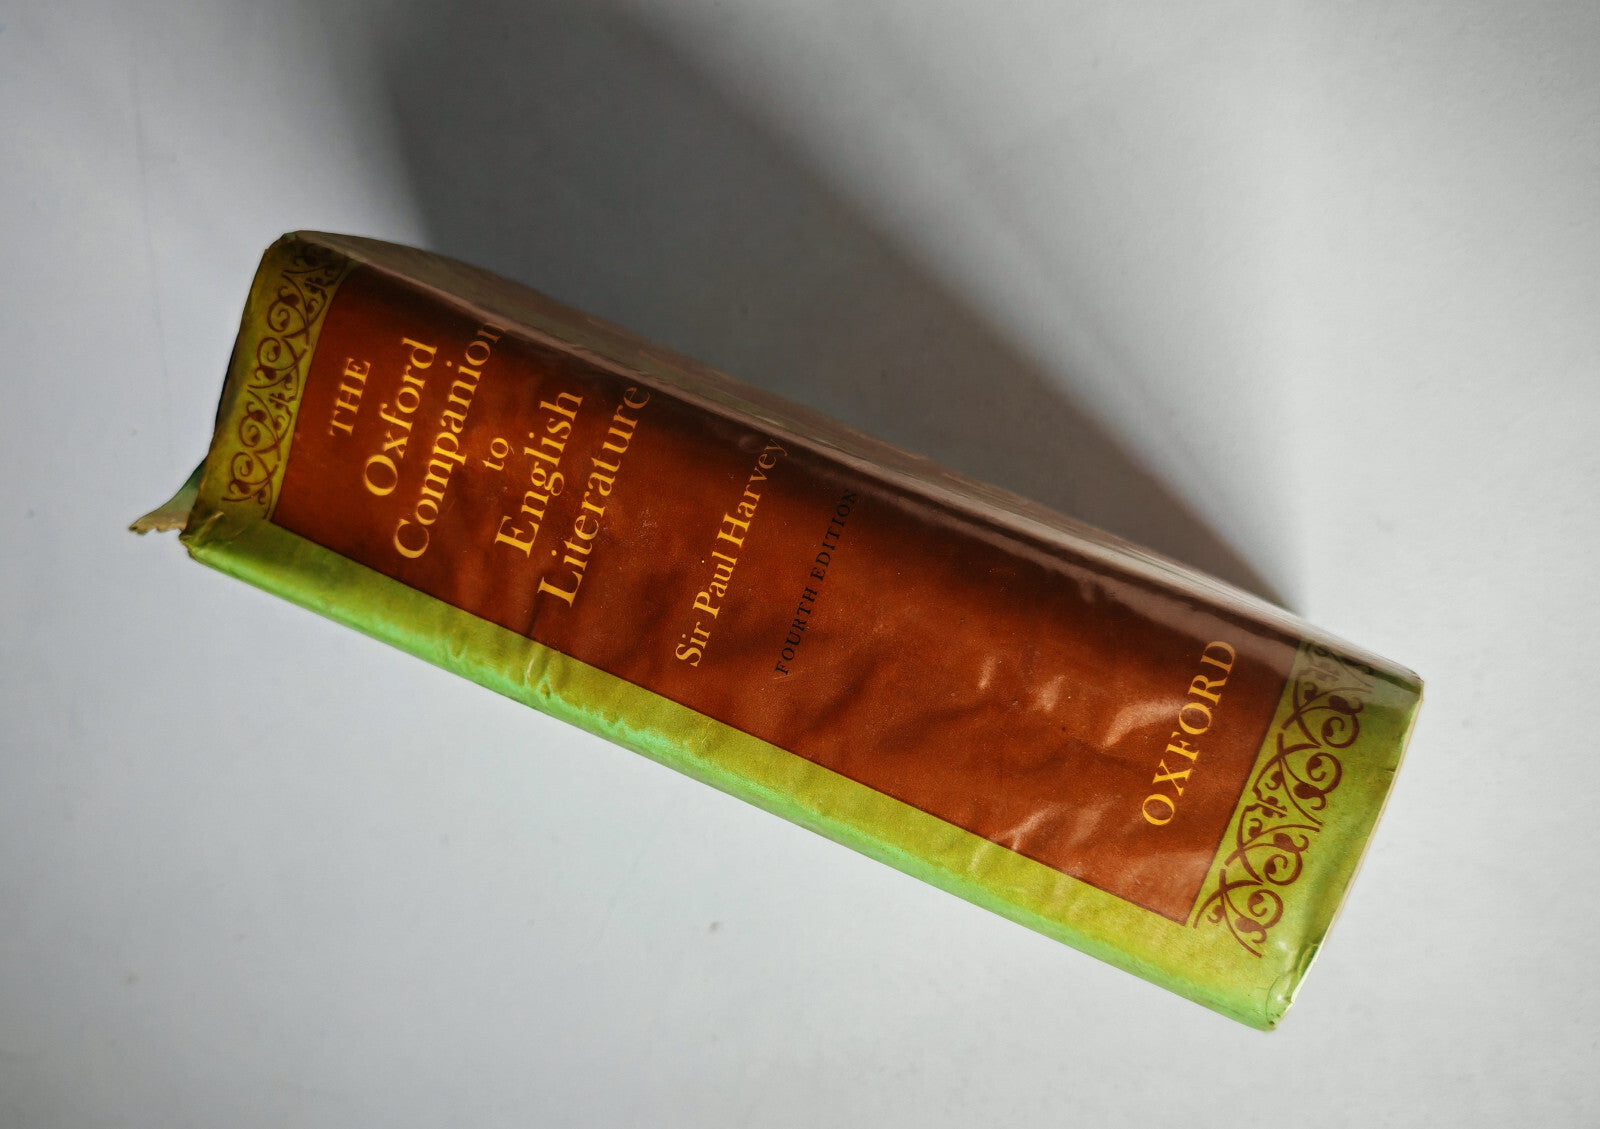 THE
Oxford
Companion
to
English
Literature
Sir Paul Harvey
FOURTH EDITION
OXFORD